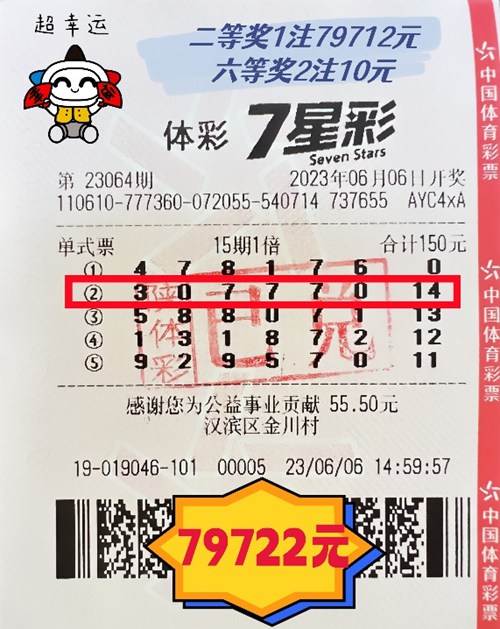 超幸运
二等奖1注79712元
六等奖2注10元
体彩 7星彩
Seven Stars
第 23064期 2023年06月06日开奖
110610-777360-072055-540714 737655 AYC4xA
单式票 15期1倍 合计150元
① 4 7 8 1 7 6 0
② 3 0 7 7 7 0 14
③ 5 8 8 0 7 1 13
④ 1 3 1 8 7 2 12
⑤ 9 2 9 5 7 0 11
陕体彩
已兑
感谢您为公益事业贡献 55.50元
汉滨区金川村
19-019046-101 00005 23/06/06 14:59:57
79722元
中国体育彩票
中国体育彩票
中国体育彩票